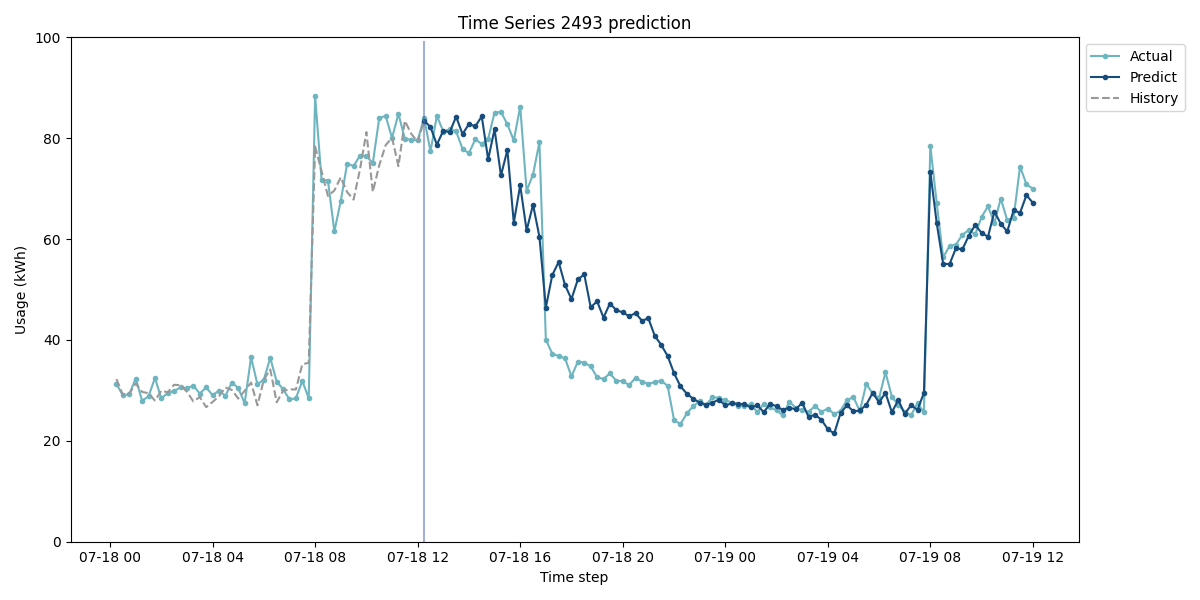 Time Series 2493 prediction
100
80
60
40
20
0
Usage (kWh)
07-18 00
07-18 04
07-18 08
07-18 12
07-18 16
07-18 20
07-19 00
07-19 04
07-19 08
07-19 12
Time step
Actual
Predict
History